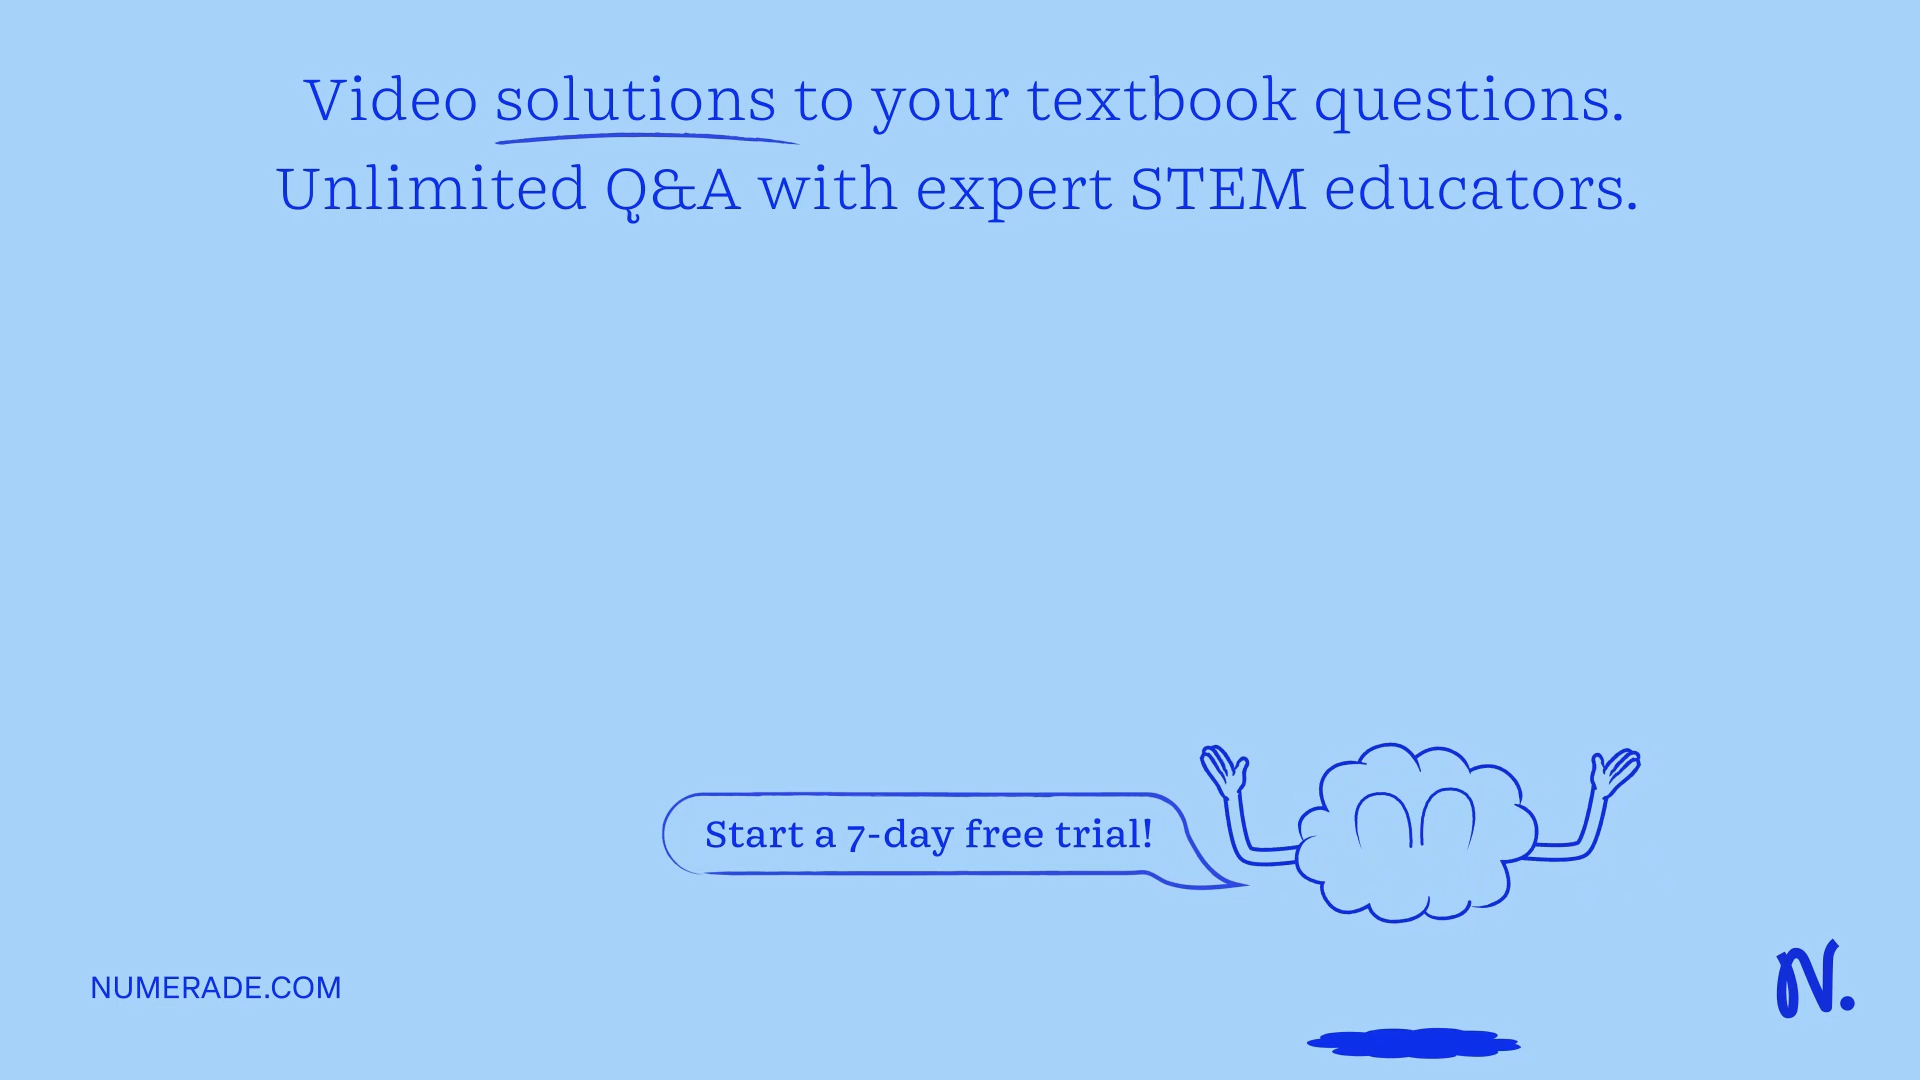 Video solutions to your textbook questions.
Unlimited Q&A with expert STEM educators.
Start a 7-day free trial!
NUMERADE.COM
N.